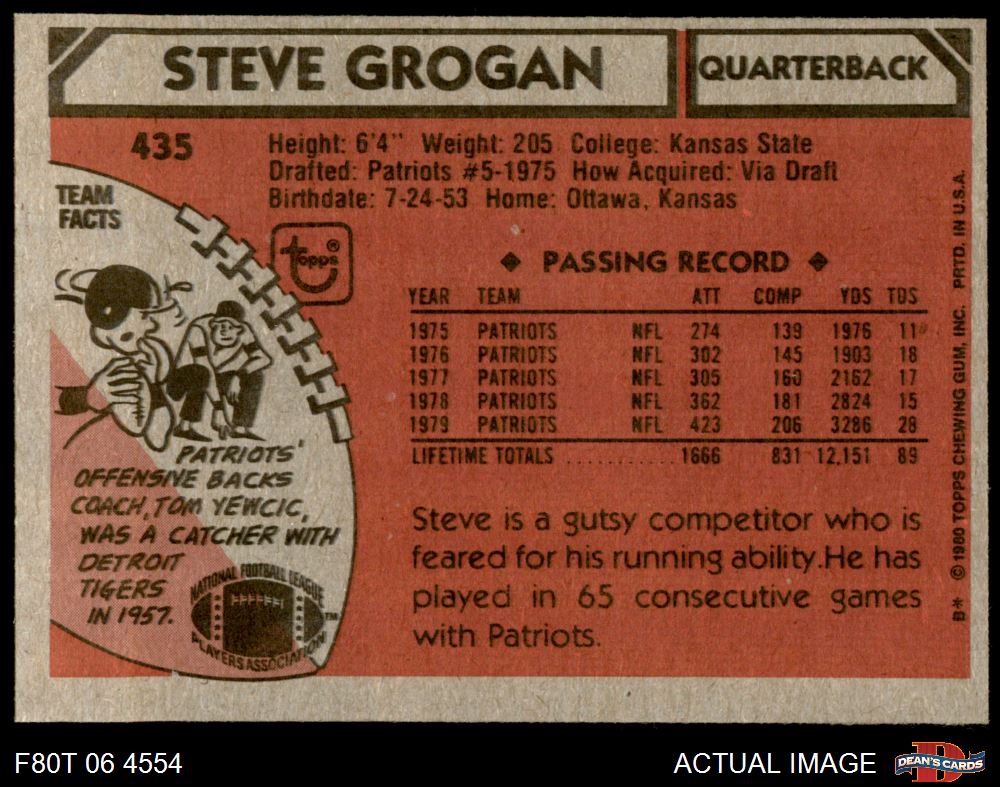 STEVE GROGAN
QUARTERBACK
435
Height: 6'4" Weight: 205 College: Kansas State
Drafted: Patriots #5-1975 How Acquired: Via Draft
Birthdate: 7-24-53 Home: Ottawa, Kansas
TEAM
FACTS
topps®
◆ PASSING RECORD ◆
YEAR TEAM ATT COMP YDS TDS
1975 PATRIOTS NFL 274 139 1976 11
1976 PATRIOTS NFL 302 145 1903 18
1977 PATRIOTS NFL 305 160 2162 17
1978 PATRIOTS NFL 362 181 2824 15
1979 PATRIOTS NFL 423 206 3286 28
LIFETIME TOTALS .......... 1666 831 12,151 89
PATRIOTS'
OFFENSIVE BACKS
COACH, TOM YEWCIC,
WAS A CATCHER WITH
DETROIT
TIGERS
IN 1957.
NATIONAL FOOTBALL LEAGUE
PLAYERS ASSOCIATION
TM
Steve is a gutsy competitor who is
feared for his running ability. He has
played in 65 consecutive games
with Patriots.
B* © 1980 TOPPS CHEWING GUM, INC. PRTD. IN U.S.A.
F80T 06 4554
ACTUAL IMAGE
D
DEAN'S CARDS